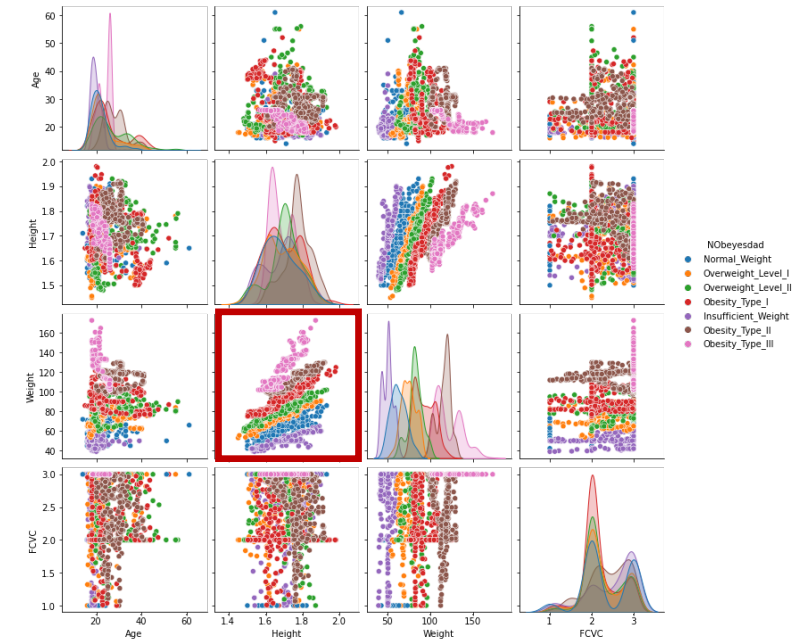 60
50
40
30
20
Age
2.0
1.9
1.8
1.7
1.6
1.5
Height
NObeyesdad
Normal_Weight
Overweight_Level_I
Overweight_Level_II
Obesity_Type_I
Insufficient_Weight
Obesity_Type_II
Obesity_Type_III
160
140
120
100
80
60
40
Weight
3.0
2.5
2.0
1.5
1.0
FCVC
20 40 60
1.4 1.6 1.8 2.0
50 100 150
1 2 3
Age Height Weight FCVC